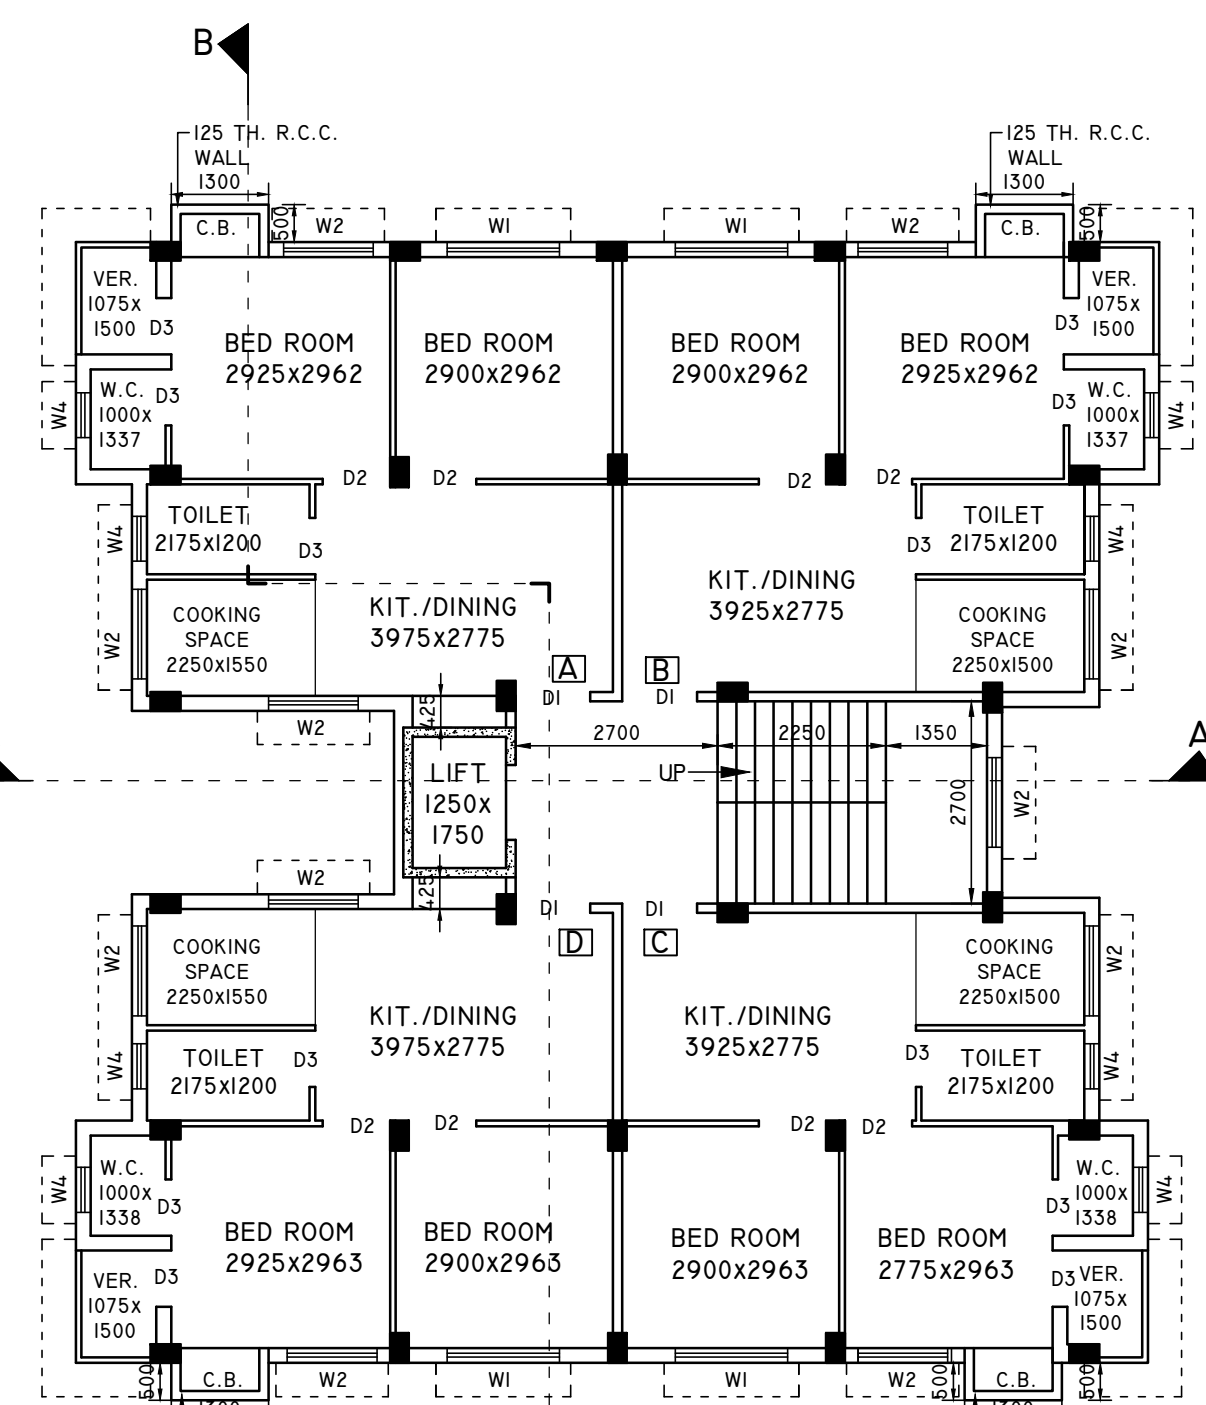 B
125 TH. R.C.C.
WALL
1300
125 TH. R.C.C.
WALL
1300
C.B.
500
W2
W1
W1
W2
C.B.
500
VER.
1075x
1500
D3
BED ROOM
2925x2962
BED ROOM
2900x2962
BED ROOM
2900x2962
BED ROOM
2925x2962
D3
VER.
1075x
1500
W4
W.C.
1000x
1337
D3
D3
W.C.
1000x
1337
W4
D2
D2
D2
D2
W4
TOILET
2175x1200
D3
D3
TOILET
2175x1200
W4
W2
COOKING
SPACE
2250x1550
KIT./DINING
3975x2775
KIT./DINING
3925x2775
COOKING
SPACE
2250x1500
W2
A
B
D1
D1
W2
425
2700
2250
1350
A
LIFT
1250x
1750
UP
2700
W2
W2
425
D1
D1
D
C
W2
COOKING
SPACE
2250x1550
KIT./DINING
3975x2775
KIT./DINING
3925x2775
COOKING
SPACE
2250x1500
W2
W4
TOILET
2175x1200
D3
D3
TOILET
2175x1200
W4
D2
D2
D2
D2
W4
W.C.
1000x
1338
D3
D3
W.C.
1000x
1338
W4
BED ROOM
2925x2963
BED ROOM
2900x2963
BED ROOM
2900x2963
BED ROOM
2775x2963
VER.
1075x
1500
D3
D3
VER.
1075x
1500
500
C.B.
W2
W1
W1
W2
500
C.B.
500
1300
1300